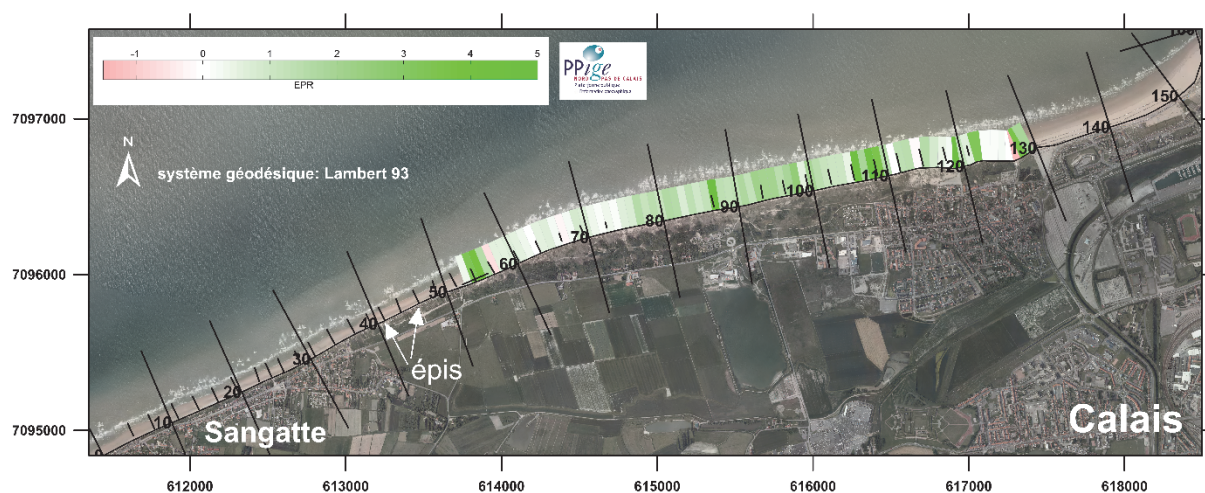 -1 0 1 2 3 4 5
EPR
PPige
NORD PAS DE CALAIS
7097000
7096000
7095000
N
système géodésique: Lambert 93
0 10 20 30 40 50 60 70 80 90 100 110 120 130 140 150 160
épis
Sangatte
Calais
612000 613000 614000 615000 616000 617000 618000